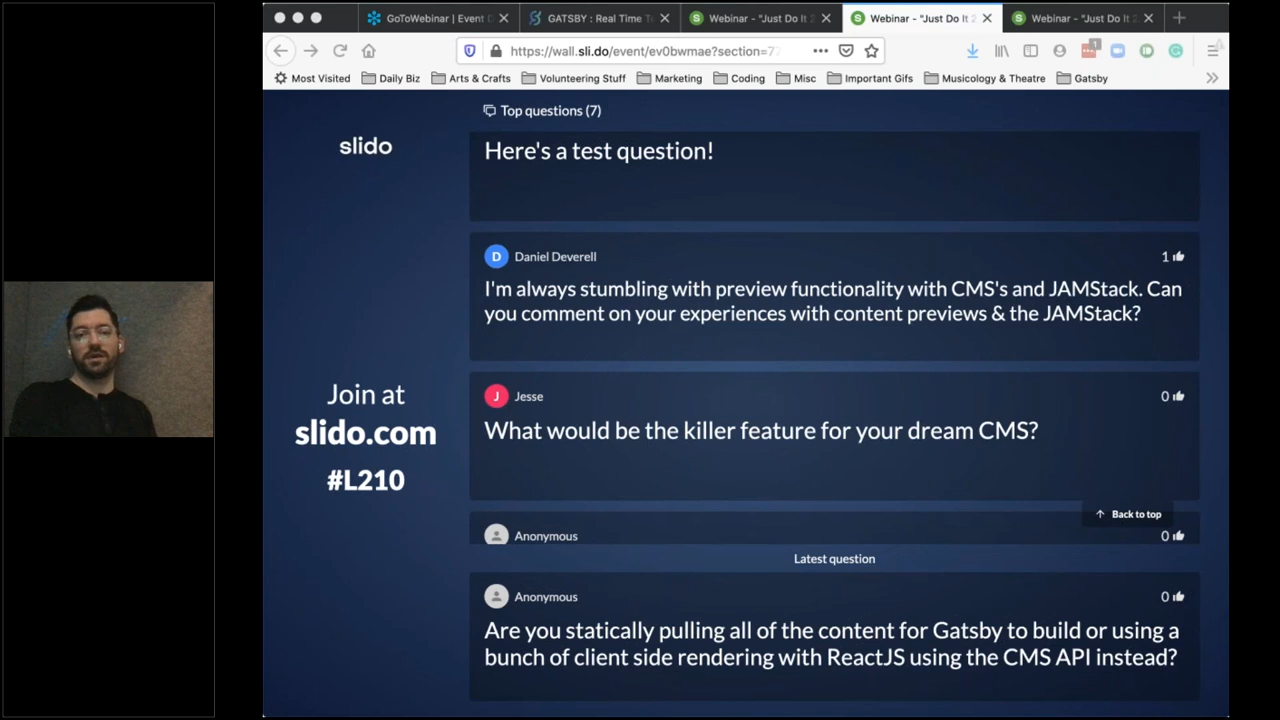 GoToWebinar | Event D
GATSBY : Real Time T
Webinar - "Just Do It 2
Webinar - "Just Do It 2
Webinar - "Just Do It 2
https://wall.sli.do/event/ev0bwmae?section=77
1
Most Visited
Daily Biz
Arts & Crafts
Volunteering Stuff
Marketing
Coding
Misc
Important Gifs
Musicology & Theatre
Gatsby
Top questions (7)
slido
Here's a test question!
D Daniel Deverell
1
I'm always stumbling with preview functionality with CMS's and JAMStack. Can
you comment on your experiences with content previews & the JAMStack?
Join at
slido.com
#L210
J Jesse
0
What would be the killer feature for your dream CMS?
Back to top
Anonymous
0
Latest question
Anonymous
0
Are you statically pulling all of the content for Gatsby to build or using a
bunch of client side rendering with ReactJS using the CMS API instead?